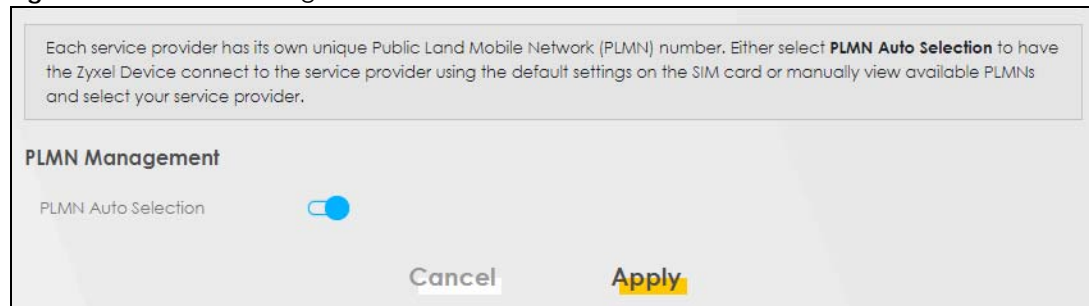 Each service provider has its own unique Public Land Mobile Network (PLMN) number. Either select PLMN Auto Selection to have
the Zyxel Device connect to the service provider using the default settings on the SIM card or manually view available PLMNs
and select your service provider.
PLMN Management
PLMN Auto Selection
Cancel Apply